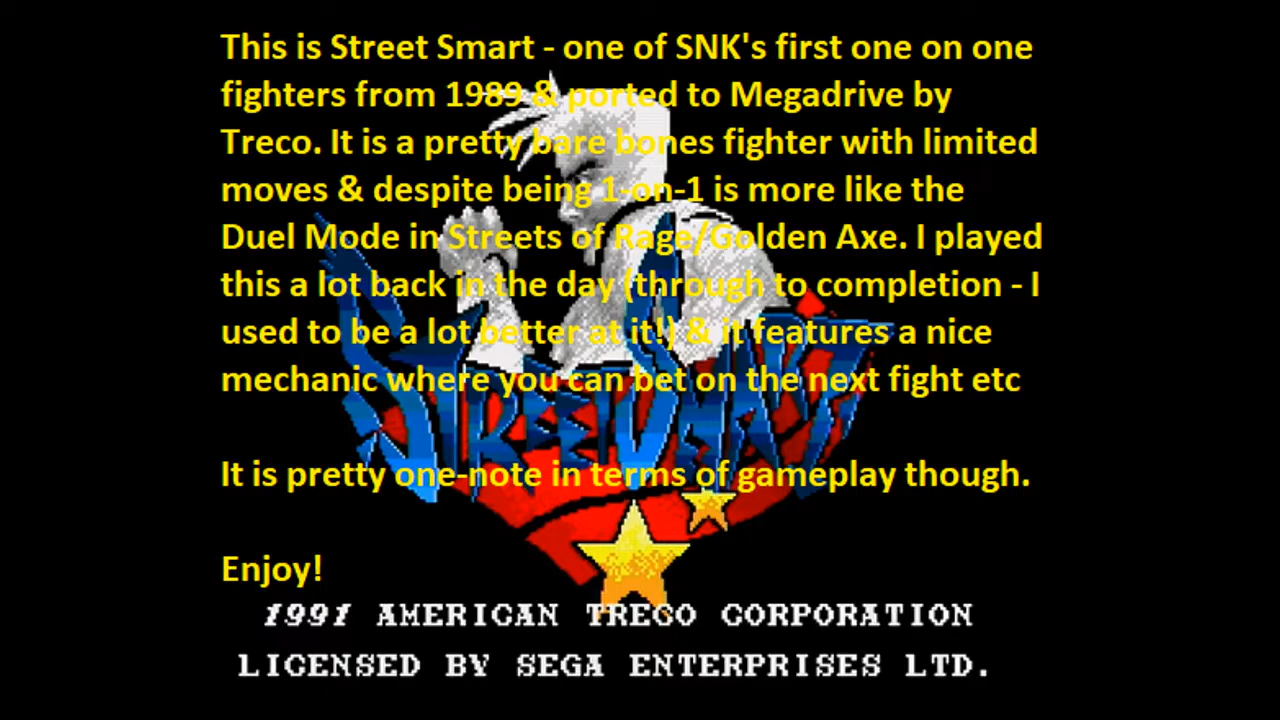 This is Street Smart - one of SNK's first one on one
fighters from 1989 & ported to Megadrive by
Treco. It is a pretty bare bones fighter with limited
moves & despite being 1-on-1 is more like the
Duel Mode in Streets of Rage/Golden Axe. I played
this a lot back in the day (through to completion - I
used to be a lot better at it!) & it features a nice
mechanic where you can bet on the next fight etc
STREET SMART
It is pretty one-note in terms of gameplay though.
Enjoy!
1991 AMERICAN TRECO CORPORATION
LICENSED BY SEGA ENTERPRISES LTD.